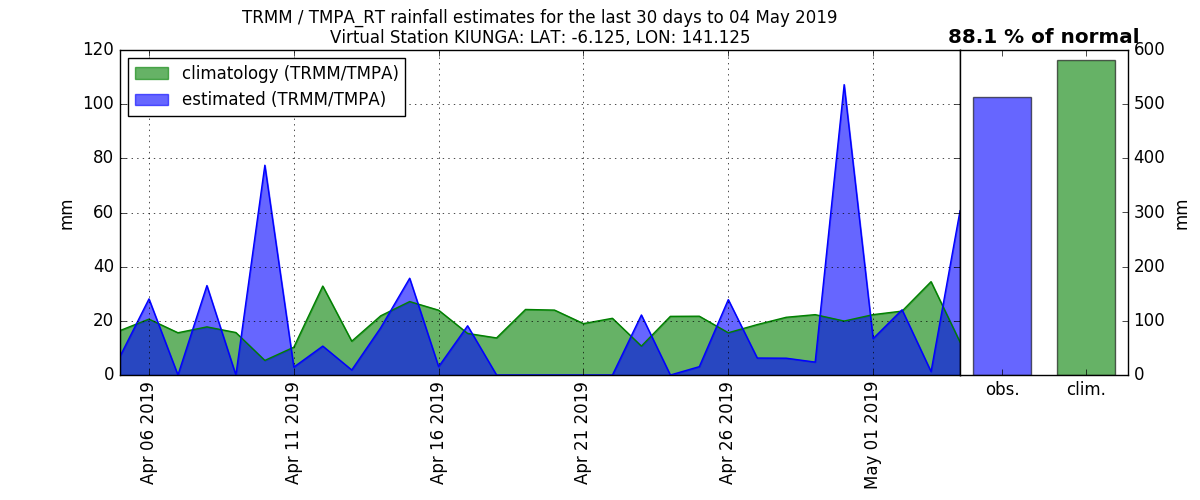 TRMM / TMPA_RT rainfall estimates for the last 30 days to 04 May 2019
Virtual Station KIUNGA: LAT: -6.125, LON: 141.125
88.1 % of normal
climatology (TRMM/TMPA)
estimated (TRMM/TMPA)
120
100
80
60
40
20
0
mm
Apr 06 2019
Apr 11 2019
Apr 16 2019
Apr 21 2019
Apr 26 2019
May 01 2019
obs.
clim.
600
500
400
300
200
100
0
mm